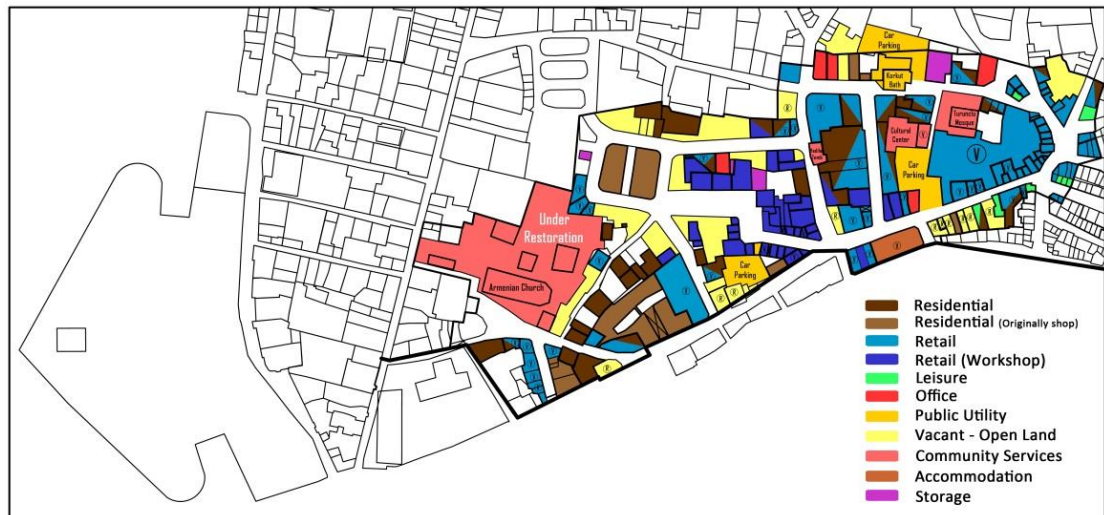 Car
Parking
Korkut
Bath
Turunclu
Mosque
Cultural
Center
V
Car
Parking
Under
Restoration
Armenian Church
Car
Parking
Residential
Residential (Originally shop)
Retail
Retail (Workshop)
Leisure
Office
Public Utility
Vacant - Open Land
Community Services
Accommodation
Storage